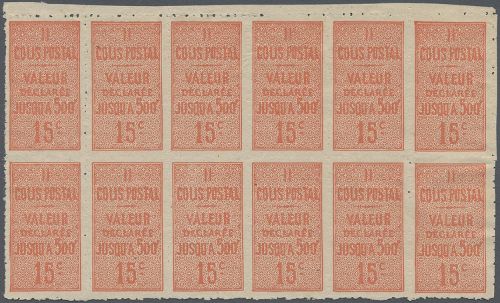 II II II II II II
COLIS POSTAL COLIS POSTAL COLIS POSTAL COLIS POSTAL COLIS POSTAL COLIS POSTAL
VALEUR VALEUR VALEUR VALEUR VALEUR VALEUR
DÉCLARÉE DÉCLARÉE DÉCLARÉE DÉCLARÉE DÉCLARÉE DÉCLARÉE
JUSQU'A 500f JUSQU'A 500f JUSQU'A 500f JUSQU'A 500f JUSQU'A 500f JUSQU'A 500f
15c 15c 15c 15c 15c 15c
II II II II II II
COLIS POSTAL COLIS POSTAL COLIS POSTAL COLIS POSTAL COLIS POSTAL COLIS POSTAL
VALEUR VALEUR VALEUR VALEUR VALEUR VALEUR
DÉCLARÉE DÉCLARÉE DÉCLARÉE DÉCLARÉE DÉCLARÉE DÉCLARÉE
JUSQU'A 500f JUSQU'A 500f JUSQU'A 500f JUSQU'A 500f JUSQU'A 500f JUSQU'A 500f
15c 15c 15c 15c 15c 15c